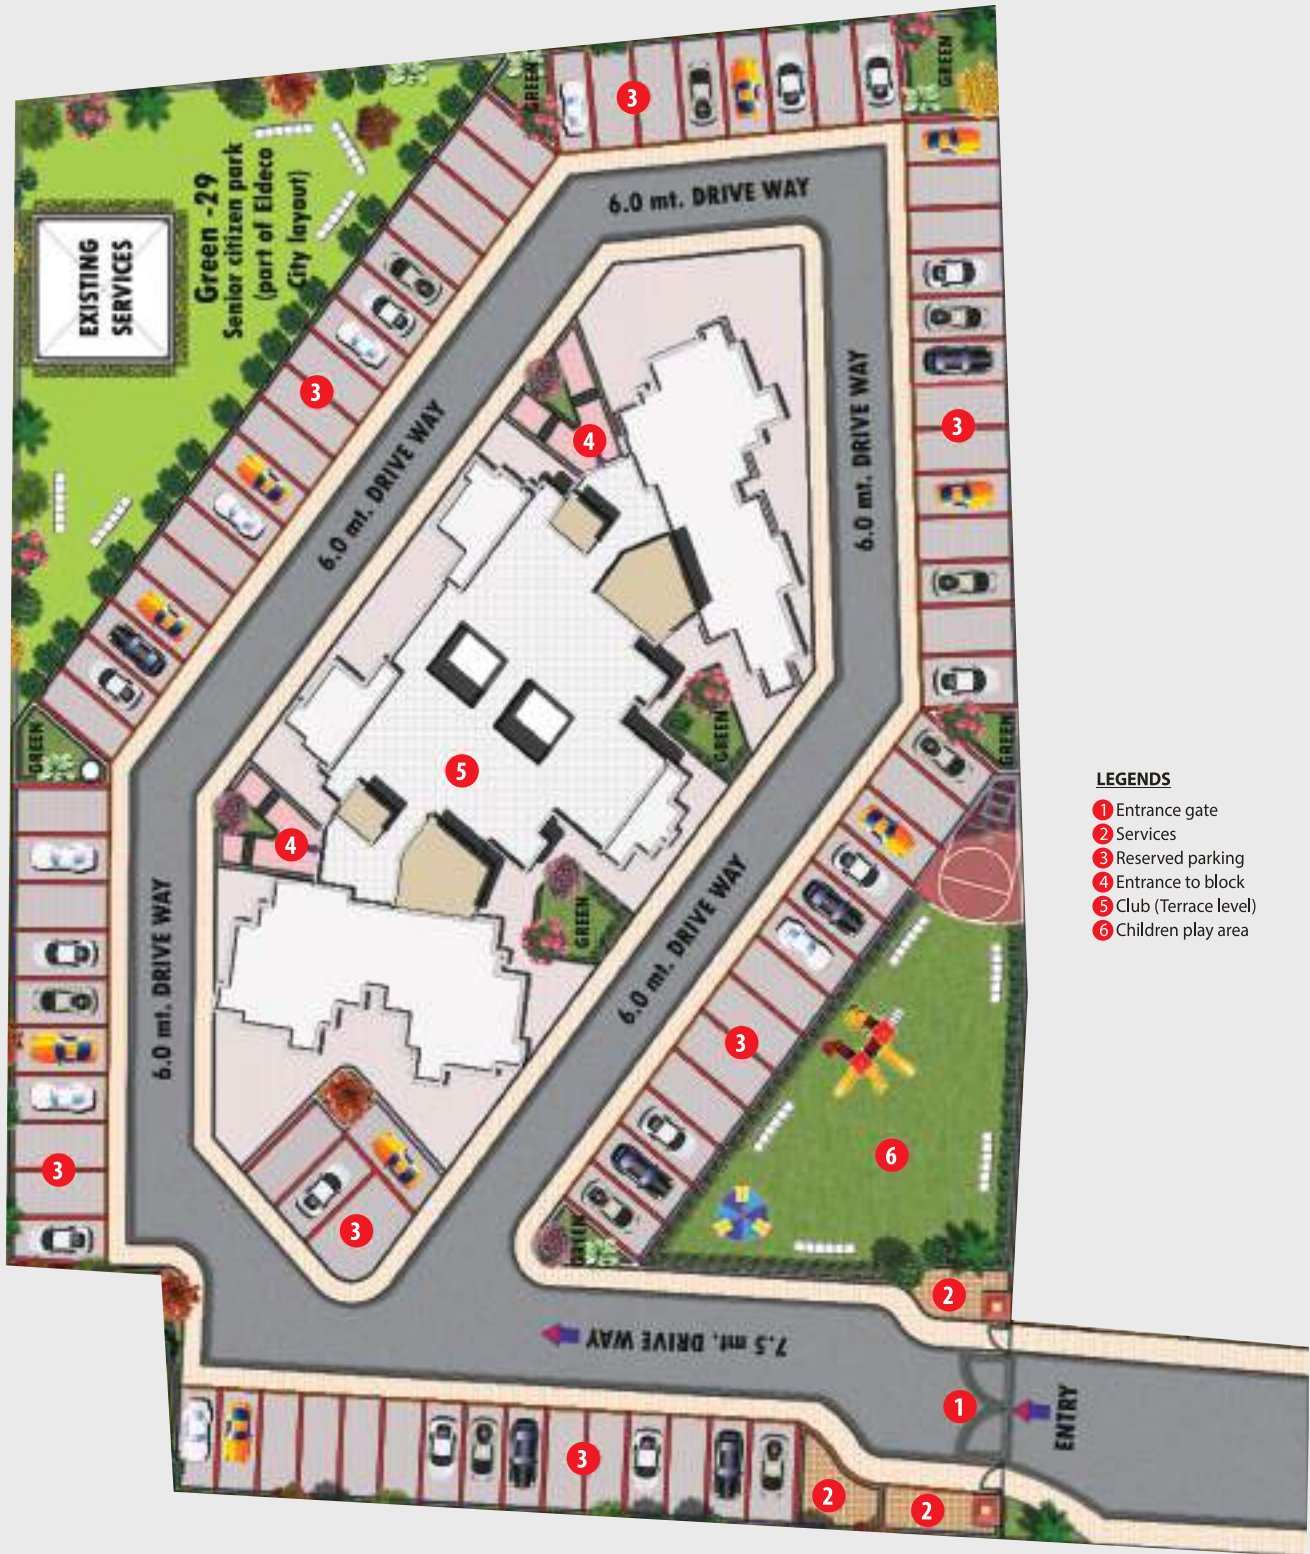 GREEN
3
GREEN
6.0 mt. DRIVE WAY
Green -29
Senior citizen park
(part of Eldeco
City layout)
EXISTING
SERVICES
3
6.0 mt. DRIVE WAY
4
6.0 mt. DRIVE WAY
3
GREEN
GREEN
GREEN
5
4
GREEN
6.0 mt. DRIVE WAY
6.0 mt. DRIVE WAY
3
3
3
6
GREEN
2
7.5 mt. DRIVE WAY
1
ENTRY
3
2
2
LEGENDS
1 Entrance gate
2 Services
3 Reserved parking
4 Entrance to block
5 Club (Terrace level)
6 Children play area